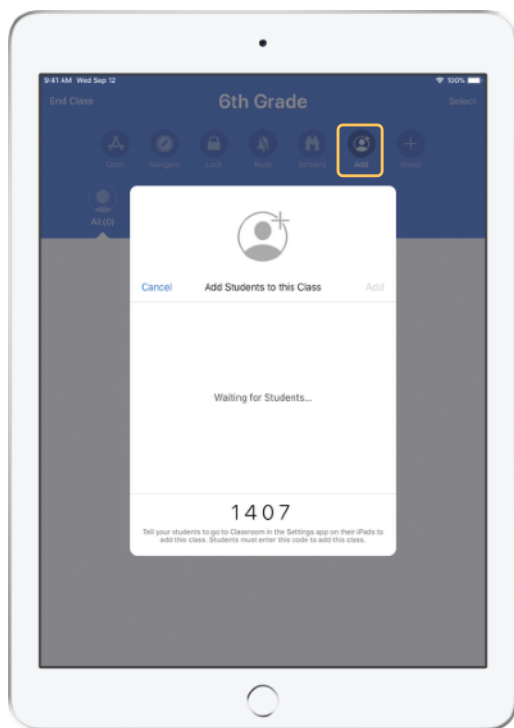 9:41 AM Wed Sep 12
100%
End Class
6th Grade
Select
Open
Navigate
Lock
Mute
Screens
Add
Group
All (0)
Cancel
Add Students to this Class
Add
Waiting for Students...
1407
Tell your students to go to Classroom in the Settings app on their iPads to
add this class. Students must enter this code to add this class.